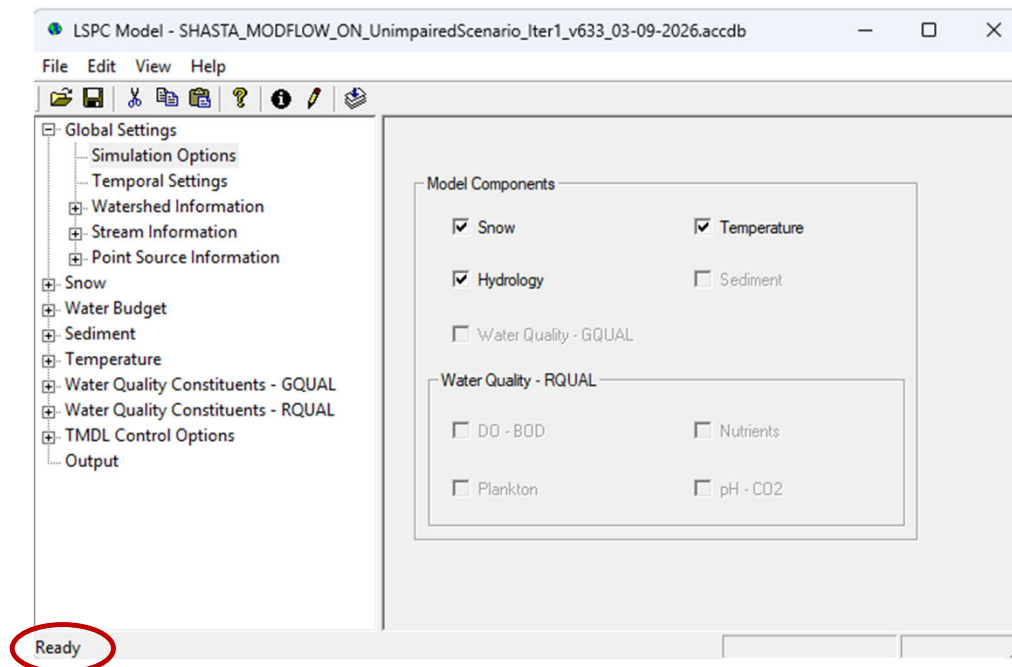 LSPC Model - SHASTA_MODFLOW_ON_UnimpairedScenario_Iter1_v633_03-09-2026.accdb
File Edit View Help
Global Settings
Simulation Options
Temporal Settings
Watershed Information
Stream Information
Point Source Information
Snow
Water Budget
Sediment
Temperature
Water Quality Constituents - GQUAL
Water Quality Constituents - RQUAL
TMDL Control Options
Output
Model Components
Snow
Temperature
Hydrology
Sediment
Water Quality - GQUAL
Water Quality - RQUAL
DO - BOD
Nutrients
Plankton
pH - CO2
Ready